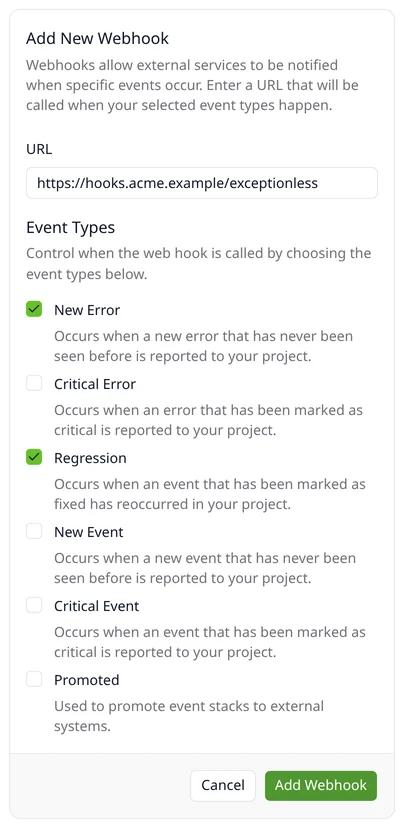 Add New Webhook
Webhooks allow external services to be notified
when specific events occur. Enter a URL that will be
called when your selected event types happen.
URL
https://hooks.acme.example/exceptionless
Event Types
Control when the web hook is called by choosing the
event types below.
New Error
Occurs when a new error that has never been
seen before is reported to your project.
Critical Error
Occurs when an error that has been marked as
critical is reported to your project.
Regression
Occurs when an event that has been marked as
fixed has reoccurred in your project.
New Event
Occurs when a new event that has never been
seen before is reported to your project.
Critical Event
Occurs when an event that has been marked as
critical is reported to your project.
Promoted
Used to promote event stacks to external
systems.
Cancel
Add Webhook